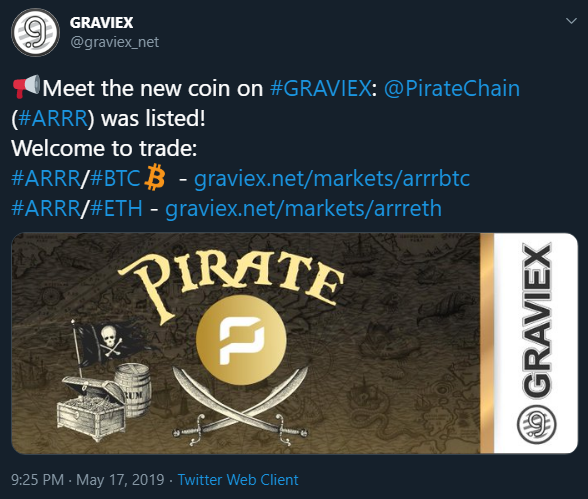 GRAVIEX
@graviex_net
Meet the new coin on #GRAVIEX: @PirateChain
(#ARRR) was listed!
Welcome to trade:
#ARRR/#BTC - graviex.net/markets/arrrbtc
#ARRR/#ETH - graviex.net/markets/arrreth
PIRATE
RUM
GRAVIEX
9:25 PM · May 17, 2019 · Twitter Web Client